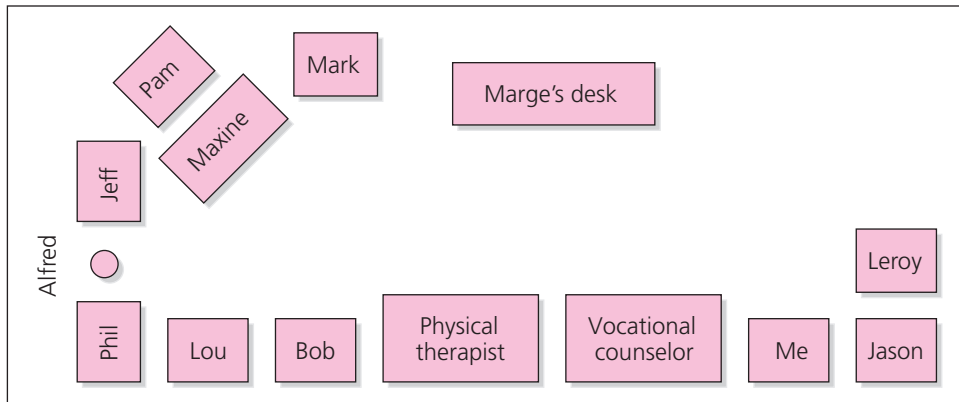 Mark
Pam
Marge's desk
Maxine
Jeff
Alfred
Leroy
Phil
Lou
Bob
Physical
therapist
Vocational
counselor
Me
Jason